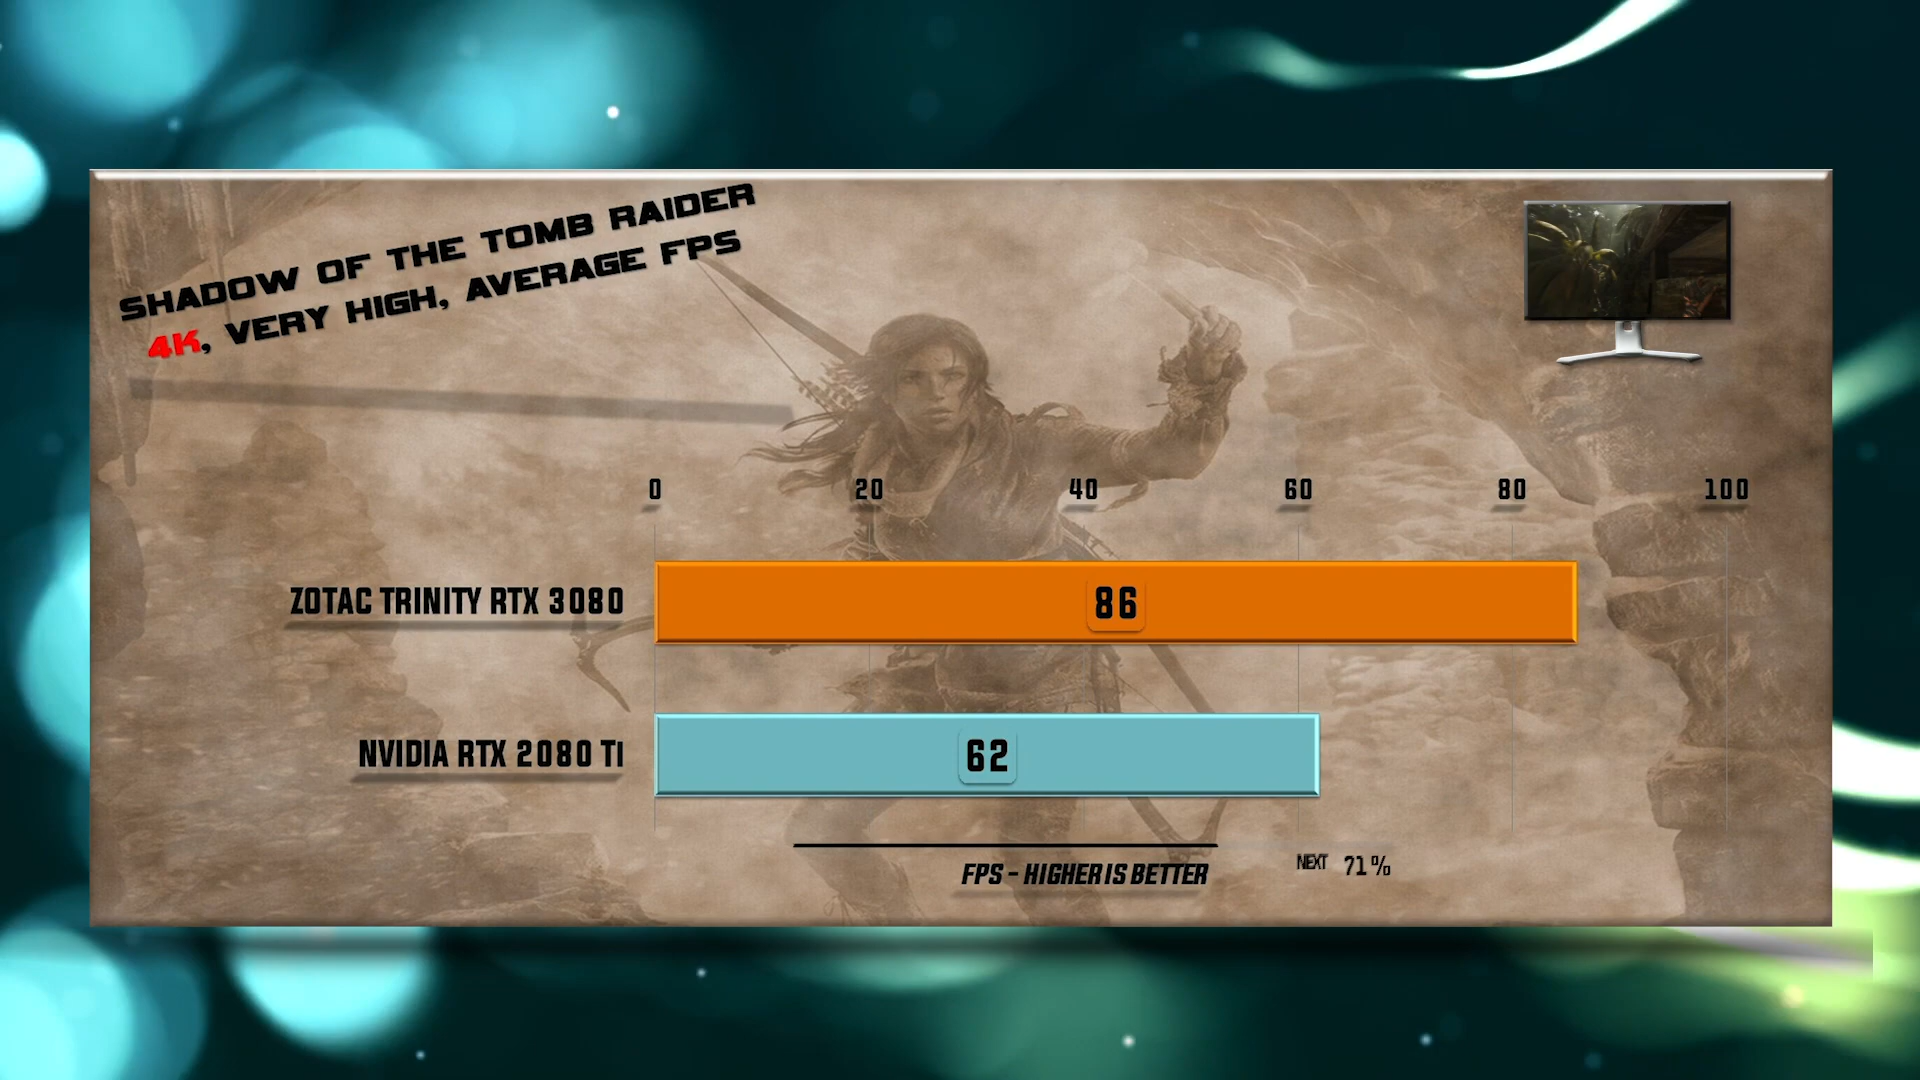 SHADOW OF THE TOMB RAIDER
4K, VERY HIGH, AVERAGE FPS
0 20 40 60 80 100
ZOTAC TRINITY RTX 3080 86
NVIDIA RTX 2080 TI 62
FPS - HIGHER IS BETTER
NEXT 71%